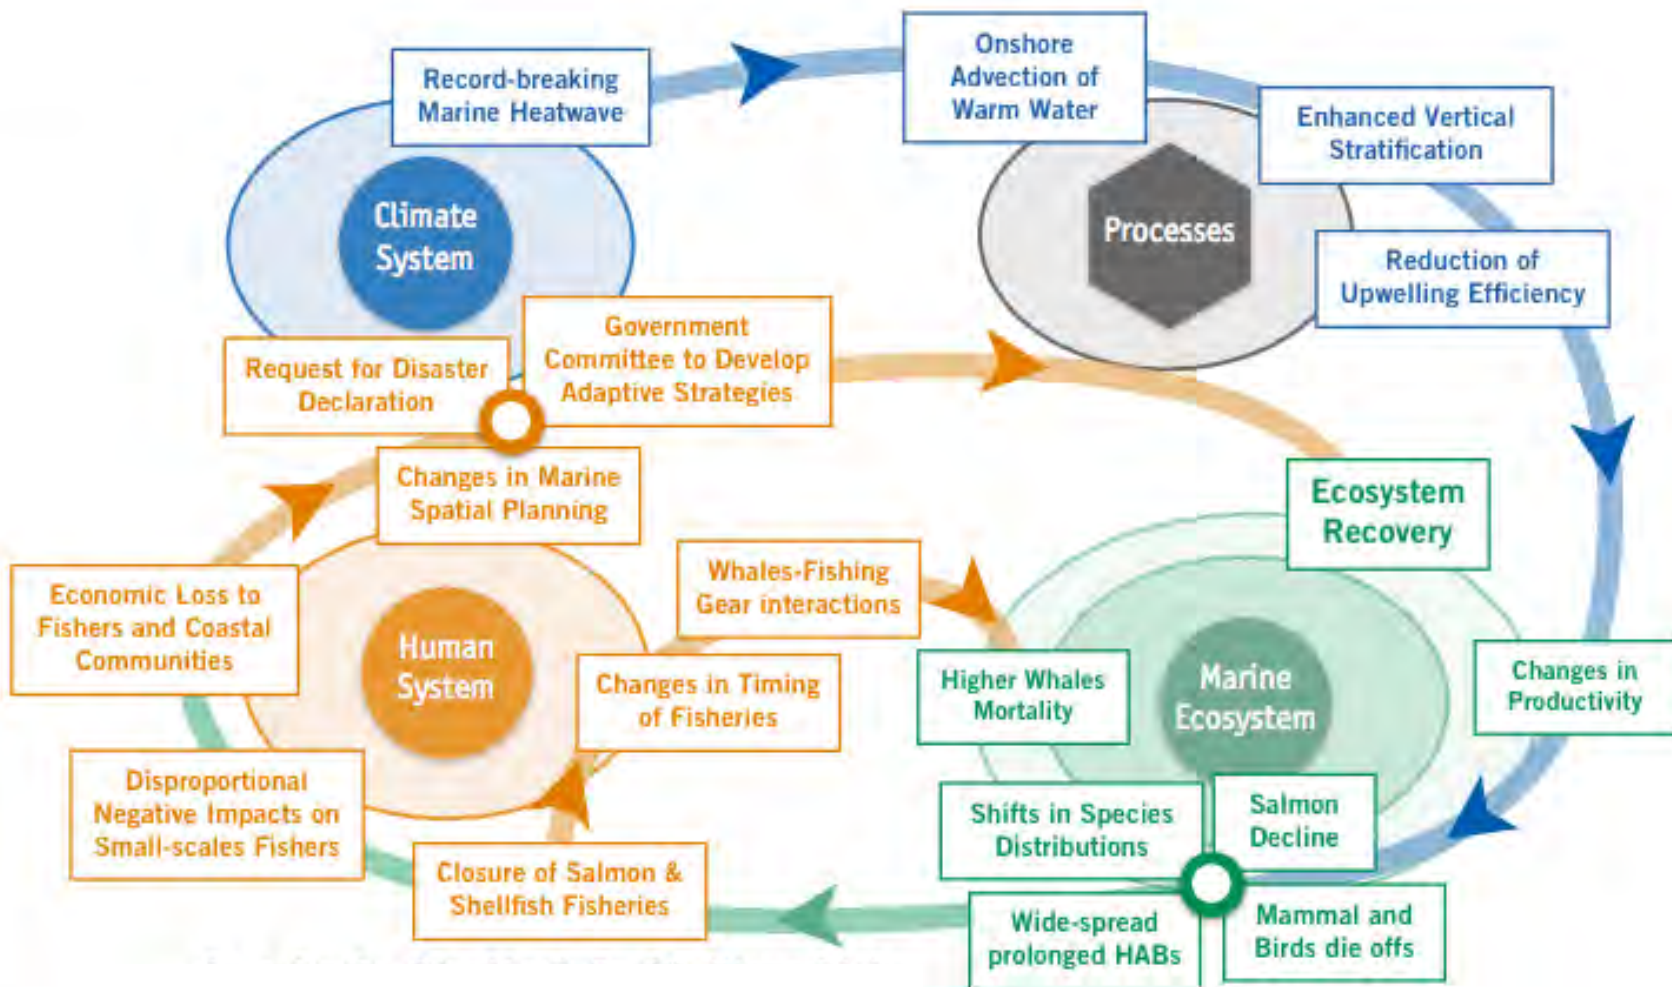 Record-breaking
Marine Heatwave
Onshore
Advection of
Warm Water
Enhanced Vertical
Stratification
Climate
System
Processes
Reduction of
Upwelling Efficiency
Request for Disaster
Declaration
Government
Committee to Develop
Adaptive Strategies
Changes in Marine
Spatial Planning
Ecosystem
Recovery
Economic Loss to
Fishers and Coastal
Communities
Human
System
Whales-Fishing
Gear interactions
Changes in Timing
of Fisheries
Higher Whales
Mortality
Marine
Ecosystem
Changes in
Productivity
Disproportional
Negative Impacts on
Small-scales Fishers
Closure of Salmon &
Shellfish Fisheries
Shifts in Species
Distributions
Salmon
Decline
Wide-spread
prolonged HABs
Mammal and
Birds die offs